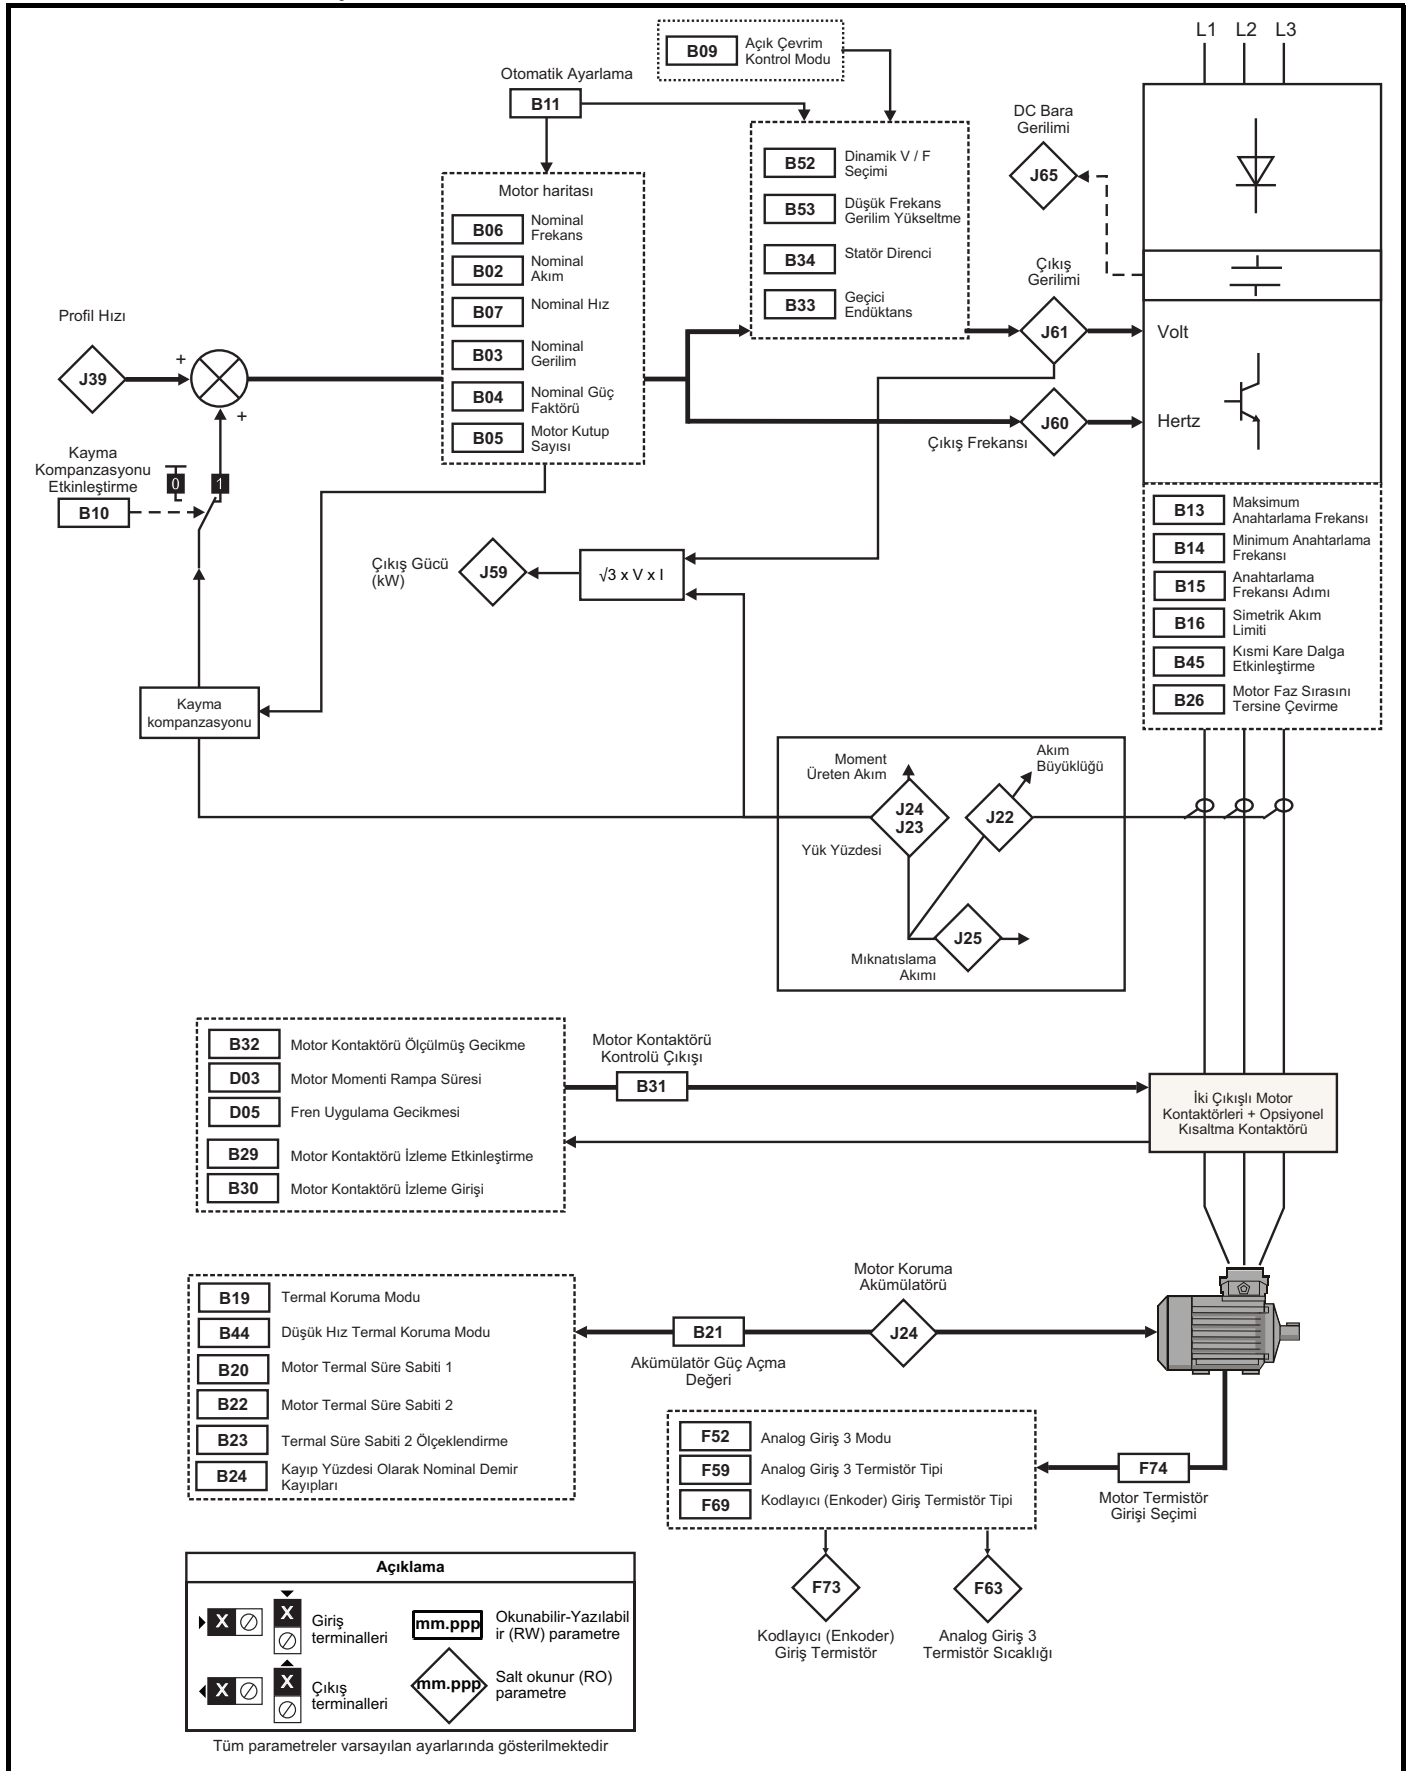 B09
Açık Çevrim
Kontrol Modu
L1 L2 L3
Otomatik Ayarlama
B11
DC Bara
Gerilimi
J65
Motor haritası
B06 Nominal
Frekans
B02 Nominal
Akım
B07 Nominal Hız
B03 Nominal
Gerilim
B04 Nominal Güç
Faktörü
B05 Motor Kutup
Sayısı
B52 Dinamik V / F
Seçimi
B53 Düşük Frekans
Gerilim Yükseltme
B34 Statör Direnci
B33 Geçici
Endüktans
Çıkış
Gerilimi
J61
Volt
Profil Hızı
J39
+
+
J60
Çıkış Frekansı
Hertz
Kayma
Kompanzasyonu
Etkinleştirme
B10
0 1
B13 Maksimum
Anahtarlama Frekansı
B14 Minimum Anahtarlama
Frekansı
B15 Anahtarlama
Frekansı Adımı
B16 Simetrik Akım
Limiti
B45 Kısmi Kare Dalga
Etkinleştirme
B26 Motor Faz Sırasını
Tersine Çevirme
Çıkış Gücü
(kW)
J59
√3 x V x I
Kayma
kompanzasyonu
Moment
Üreten Akım
J24
J23
Yük Yüzdesi
Akım
Büyüklüğü
J22
J25
Mıknatıslama
Akımı
B32 Motor Kontaktörü Ölçülmüş Gecikme
D03 Motor Momenti Rampa Süresi
D05 Fren Uygulama Gecikmesi
B29 Motor Kontaktörü İzleme Etkinleştirme
B30 Motor Kontaktörü İzleme Girişi
Motor Kontaktörü
Kontrolü Çıkışı
B31
İki Çıkışlı Motor
Kontaktörleri + Opsiyonel
Kısaltma Kontaktörü
B19 Termal Koruma Modu
B44 Düşük Hız Termal Koruma Modu
B20 Motor Termal Süre Sabiti 1
B22 Motor Termal Süre Sabiti 2
B23 Termal Süre Sabiti 2 Ölçeklendirme
B24 Kayıp Yüzdesi Olarak Nominal Demir
Kayıpları
B21
Akümülatör Güç Açma
Değeri
Motor Koruma
Akümülatörü
J24
F52 Analog Giriş 3 Modu
F59 Analog Giriş 3 Termistör Tipi
F69 Kodlayıcı (Enkoder) Giriş Termistör Tipi
F74
Motor Termistör
Girişi Seçimi
F73
Kodlayıcı (Enkoder)
Giriş Termistör
F63
Analog Giriş 3
Termistör Sıcaklığı
Açıklama
X X
Giriş
terminalleri
mm.ppp
Okunabilir-Yazılabil
ir (RW) parametre
X X
Çıkış
terminalleri
mm.ppp
Salt okunur (RO)
parametre
Tüm parametreler varsayılan ayarlarında gösterilmektedir